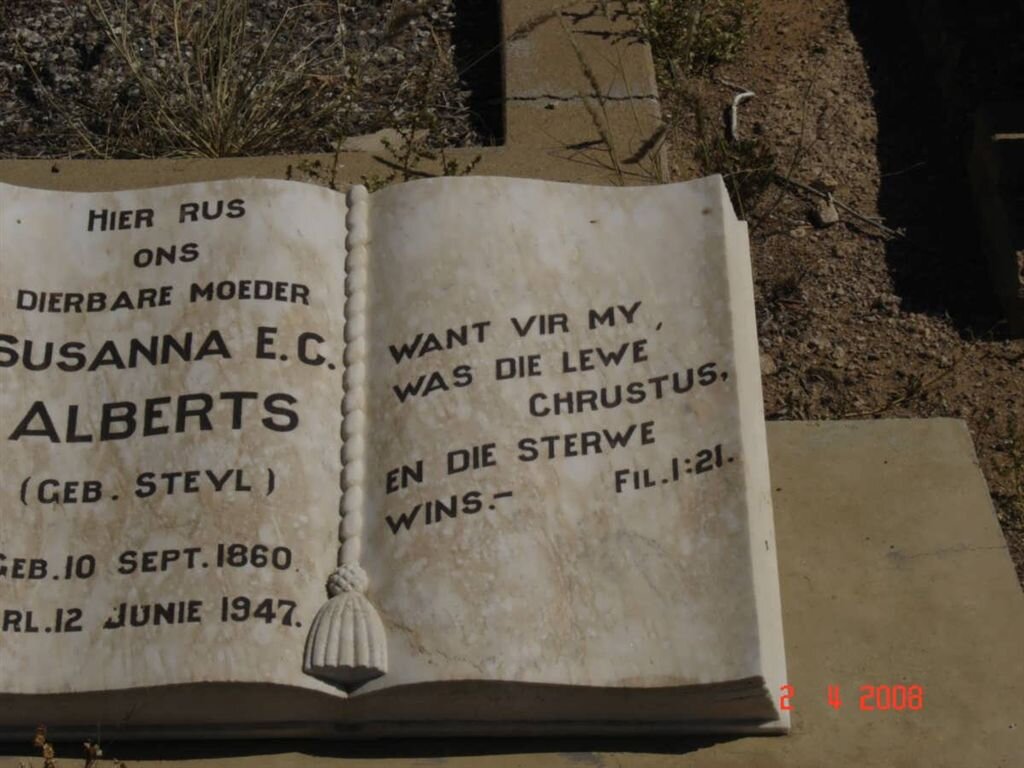 HIER RUS
ONS
DIERBARE MOEDER
SUSANNA E.C.
ALBERTS
(GEB. STEYL)
GEB. 10 SEPT. 1860.
RL. 12 JUNIE 1947.
WANT VIR MY,
WAS DIE LEWE
CHRUSTUS,
EN DIE STERWE
WINS.- FIL. 1:21.
2 4 2008